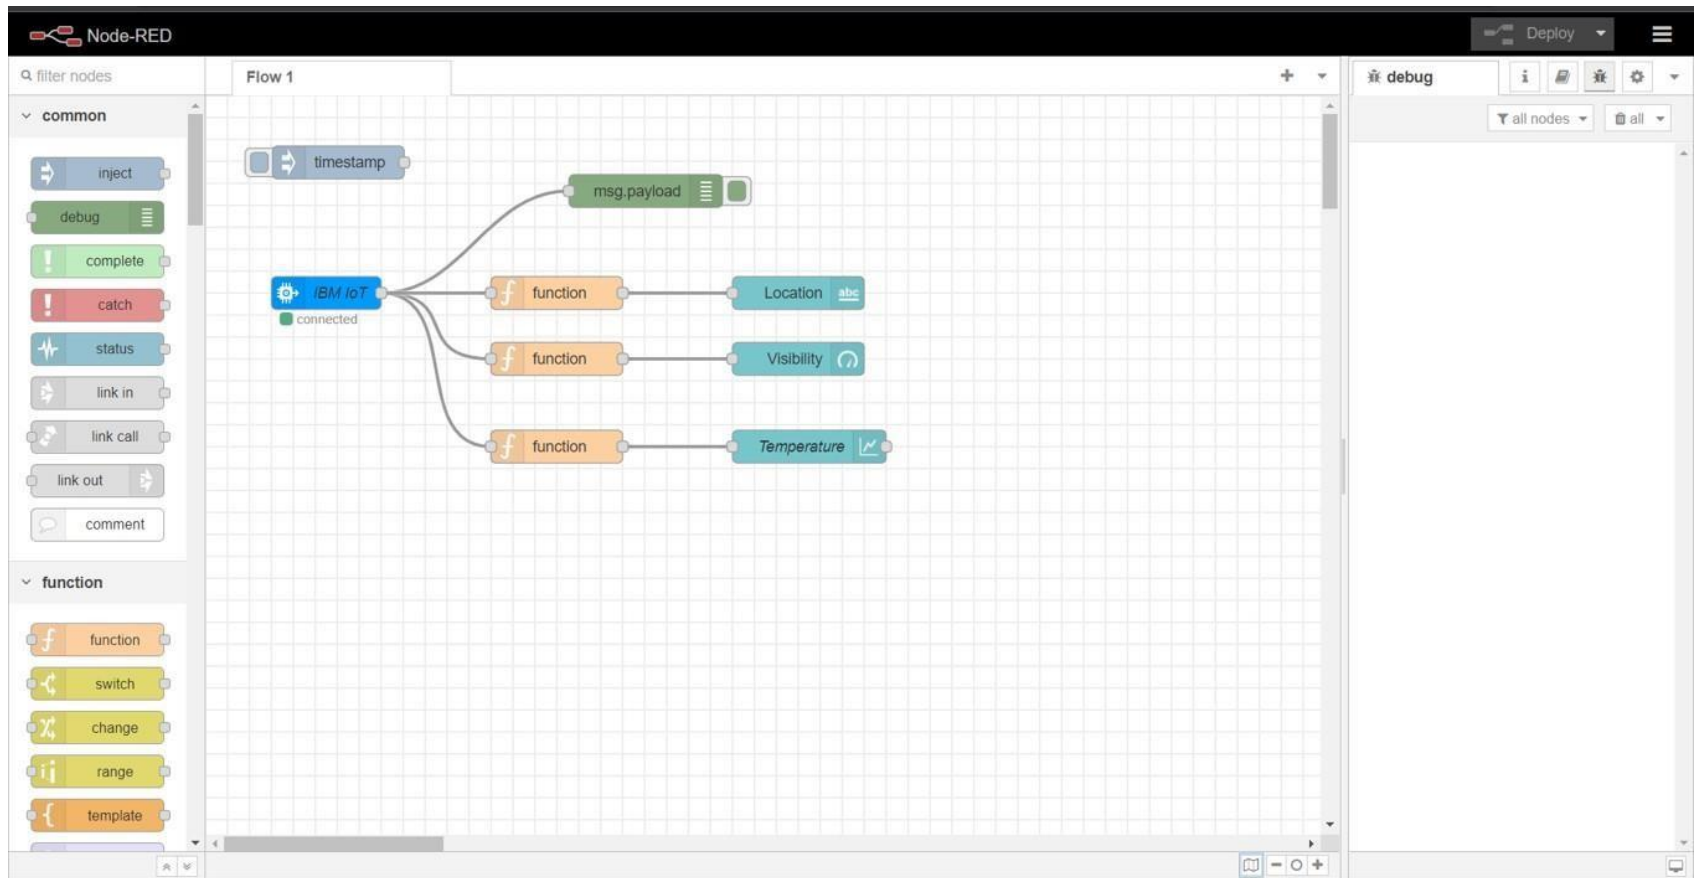 Node-RED
Deploy
filter nodes
Flow 1
debug
i
all nodes
all
common
inject
debug
complete
catch
status
link in
link call
link out
comment
function
function
switch
change
range
template
timestamp
msg.payload
IBM IoT
connected
function
Location
abc
function
Visibility
function
Temperature